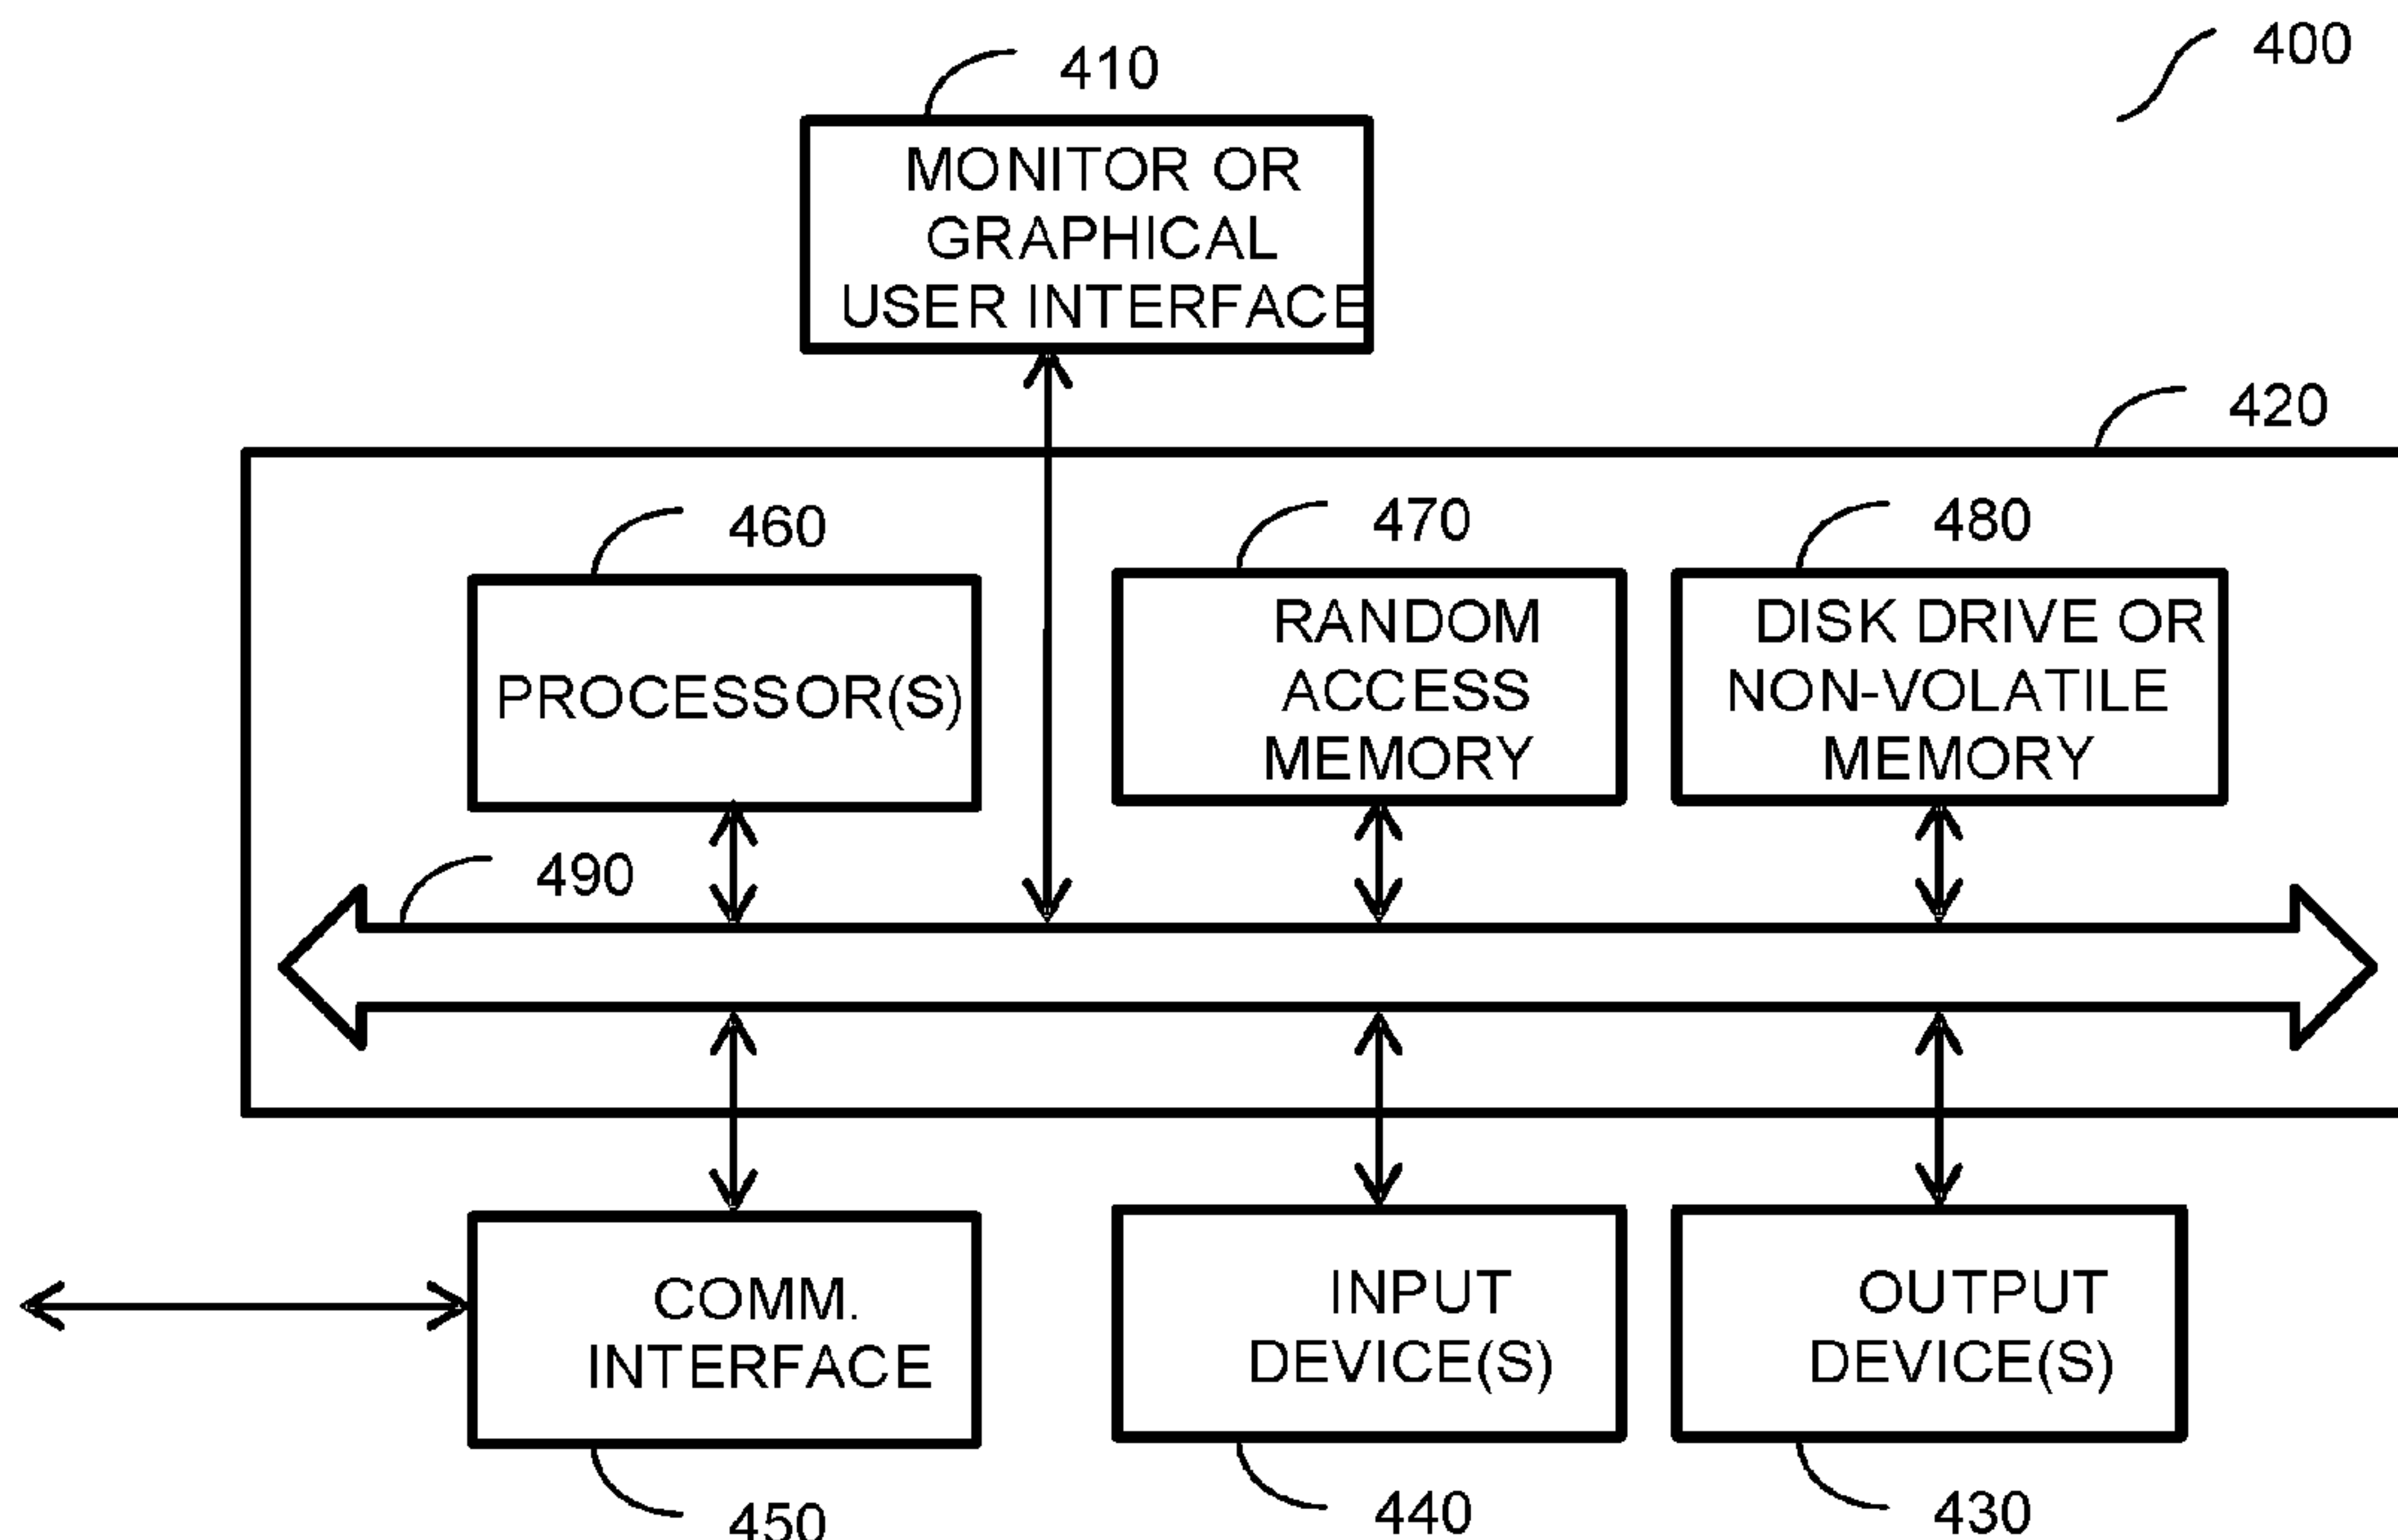 400
410
MONITOR OR
GRAPHICAL
USER INTERFACE
420
460
470
480
PROCESSOR(S)
RANDOM
ACCESS
MEMORY
DISK DRIVE OR
NON-VOLATILE
MEMORY
490
COMM.
INTERFACE
INPUT
DEVICE(S)
OUTPUT
DEVICE(S)
450
440
430